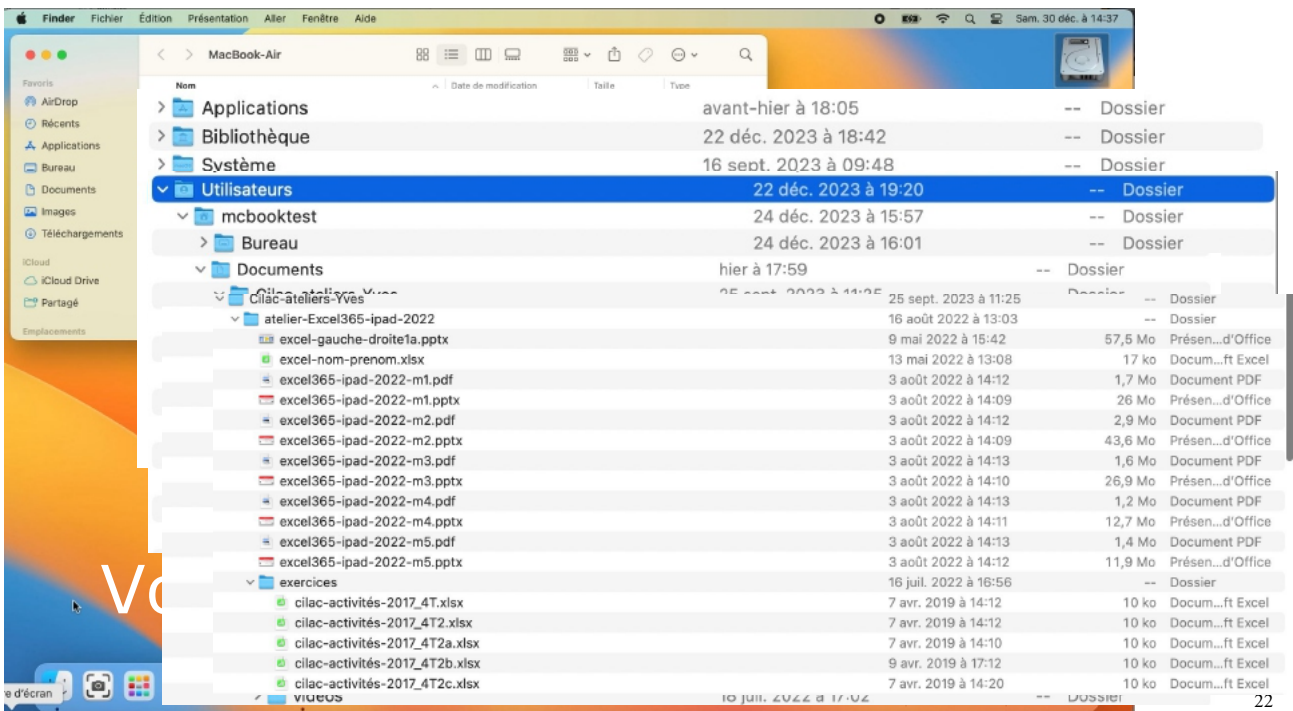 Finder Fichier Édition Présentation Aller Fenêtre Aide Sam. 30 déc. à 14:37
MacBook-Air
Favoris
AirDrop
Récents
Applications
Bureau
Documents
Images
Téléchargements
iCloud
iCloud Drive
Partagé
Emplacements
Nom Date de modification Taille Type
Applications avant-hier à 18:05 -- Dossier
Bibliothèque 22 déc. 2023 à 18:42 -- Dossier
Système 16 sept. 2023 à 09:48 -- Dossier
Utilisateurs 22 déc. 2023 à 19:20 -- Dossier
mcbooktest 24 déc. 2023 à 15:57 -- Dossier
Bureau 24 déc. 2023 à 16:01 -- Dossier
Documents hier à 17:59 -- Dossier
Cilac-ateliers-Yves 25 sept. 2023 à 11:25 -- Dossier
atelier-Excel365-ipad-2022 16 août 2022 à 13:03 -- Dossier
excel-gauche-droite1a.pptx 9 mai 2022 à 15:42 57,5 Mo Présen...d'Office
excel-nom-prenom.xlsx 13 mai 2022 à 13:08 17 ko Docum...ft Excel
excel365-ipad-2022-m1.pdf 3 août 2022 à 14:12 1,7 Mo Document PDF
excel365-ipad-2022-m1.pptx 3 août 2022 à 14:09 26 Mo Présen...d'Office
excel365-ipad-2022-m2.pdf 3 août 2022 à 14:12 2,9 Mo Document PDF
excel365-ipad-2022-m2.pptx 3 août 2022 à 14:09 43,6 Mo Présen...d'Office
excel365-ipad-2022-m3.pdf 3 août 2022 à 14:13 1,6 Mo Document PDF
excel365-ipad-2022-m3.pptx 3 août 2022 à 14:10 26,9 Mo Présen...d'Office
excel365-ipad-2022-m4.pdf 3 août 2022 à 14:13 1,2 Mo Document PDF
excel365-ipad-2022-m4.pptx 3 août 2022 à 14:11 12,7 Mo Présen...d'Office
excel365-ipad-2022-m5.pdf 3 août 2022 à 14:13 1,4 Mo Document PDF
excel365-ipad-2022-m5.pptx 3 août 2022 à 14:12 11,9 Mo Présen...d'Office
exercices 16 juil. 2022 à 16:56 -- Dossier
cilac-activités-2017_4T.xlsx 7 avr. 2019 à 14:12 10 ko Docum...ft Excel
cilac-activités-2017_4T2.xlsx 7 avr. 2019 à 14:12 10 ko Docum...ft Excel
cilac-activités-2017_4T2a.xlsx 7 avr. 2019 à 14:10 10 ko Docum...ft Excel
cilac-activités-2017_4T2b.xlsx 9 avr. 2019 à 17:12 10 ko Docum...ft Excel
cilac-activités-2017_4T2c.xlsx 7 avr. 2019 à 14:20 10 ko Docum...ft Excel
d'écran
22